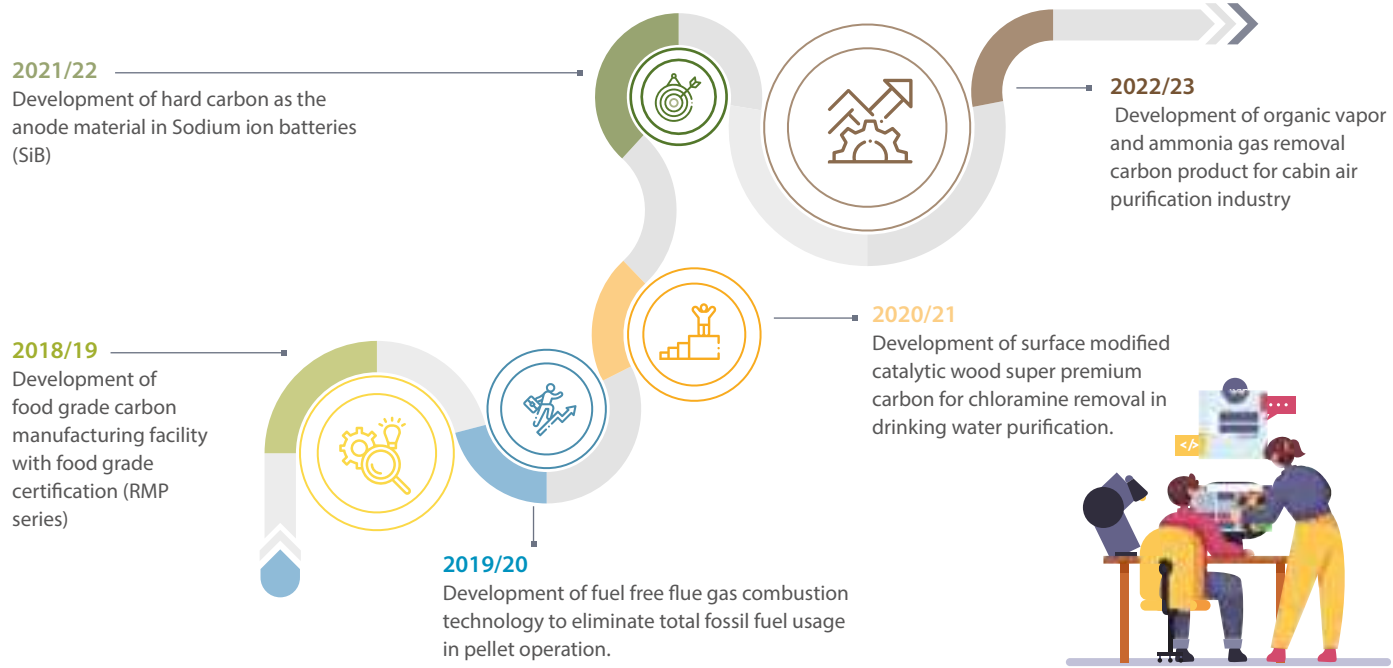 2021/22
Development of hard carbon as the
anode material in Sodium ion batteries
(SiB)
2022/23
Development of organic vapor
and ammonia gas removal
carbon product for cabin air
purification industry
2018/19
Development of
food grade carbon
manufacturing facility
with food grade
certification (RMP
series)
2020/21
Development of surface modified
catalytic wood super premium
carbon for chloramine removal in
drinking water purification.
2019/20
Development of fuel free flue gas combustion
technology to eliminate total fossil fuel usage
in pellet operation.
</>